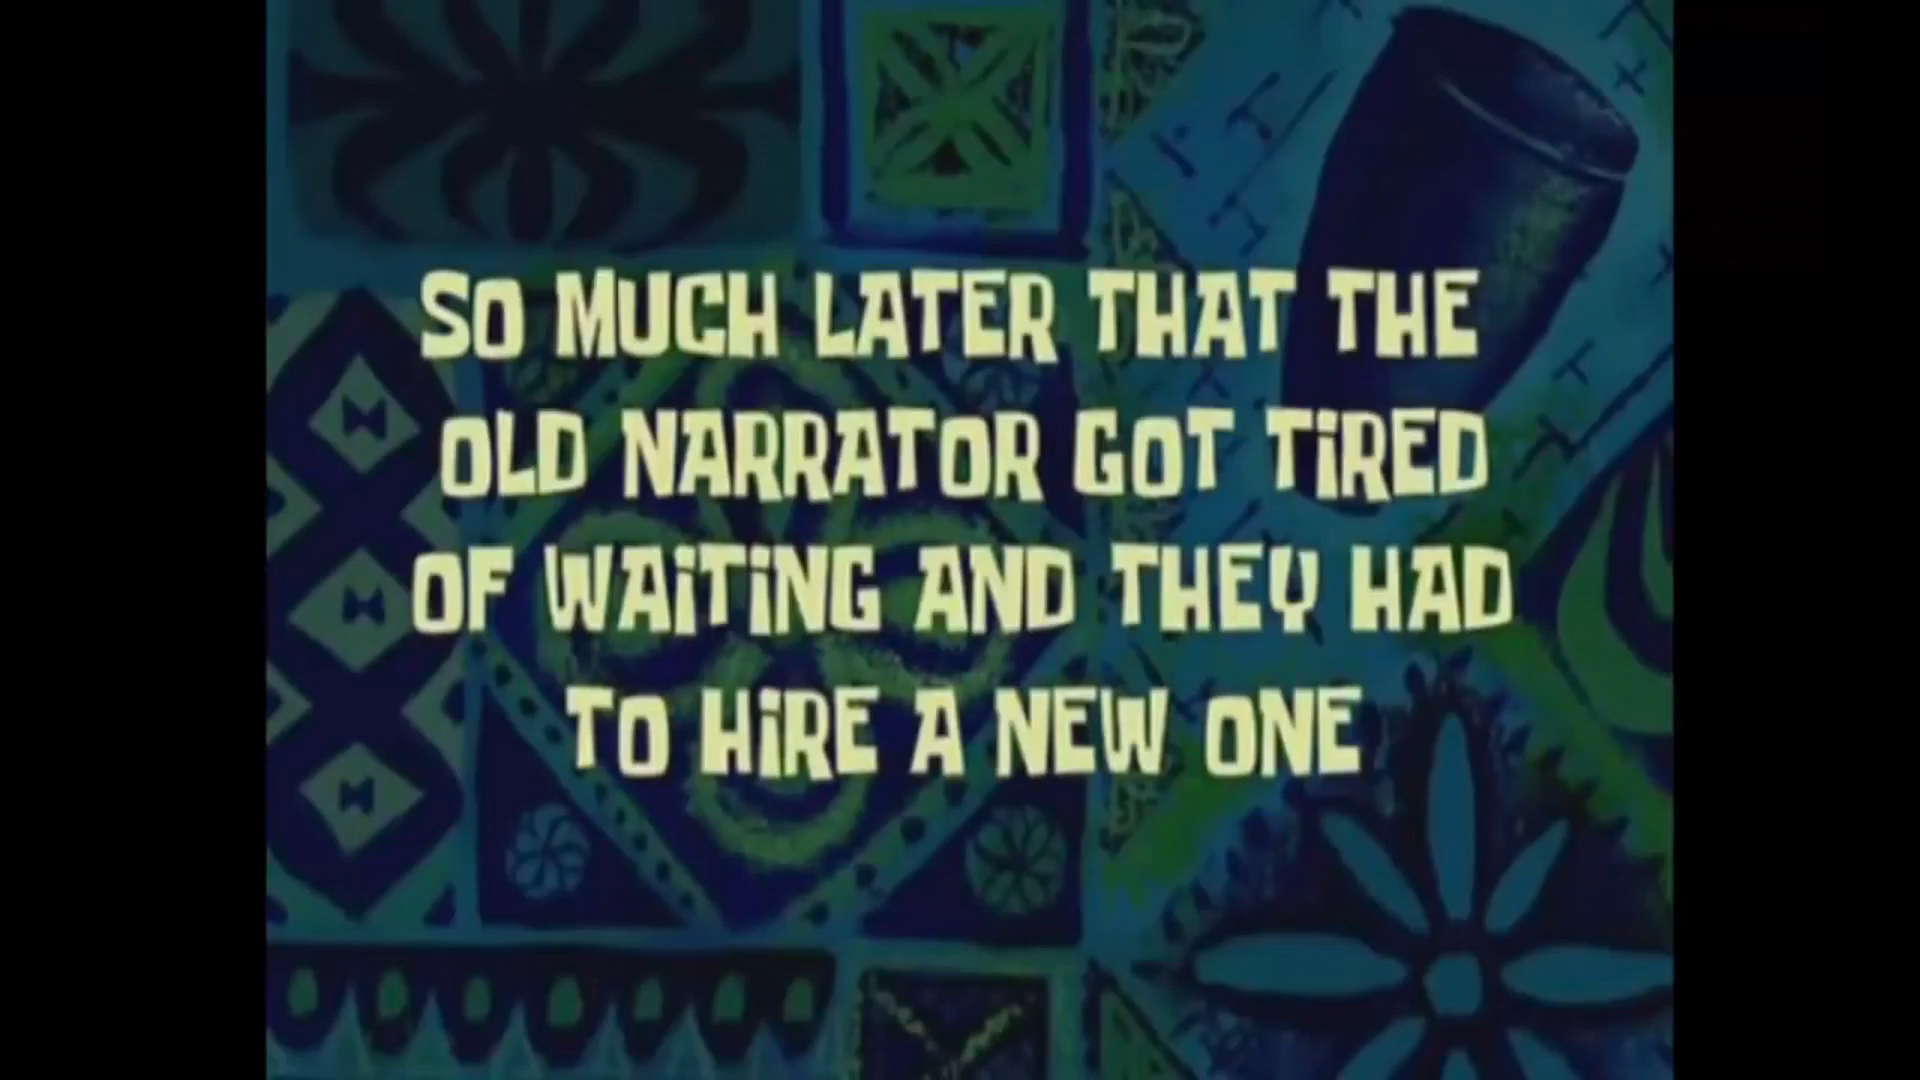 SO MUCH LATER THAT THE
OLD NARRATOR GOT TiRED
OF WAiTiNG AND THEY HAD
TO HiRE A NEW ONE